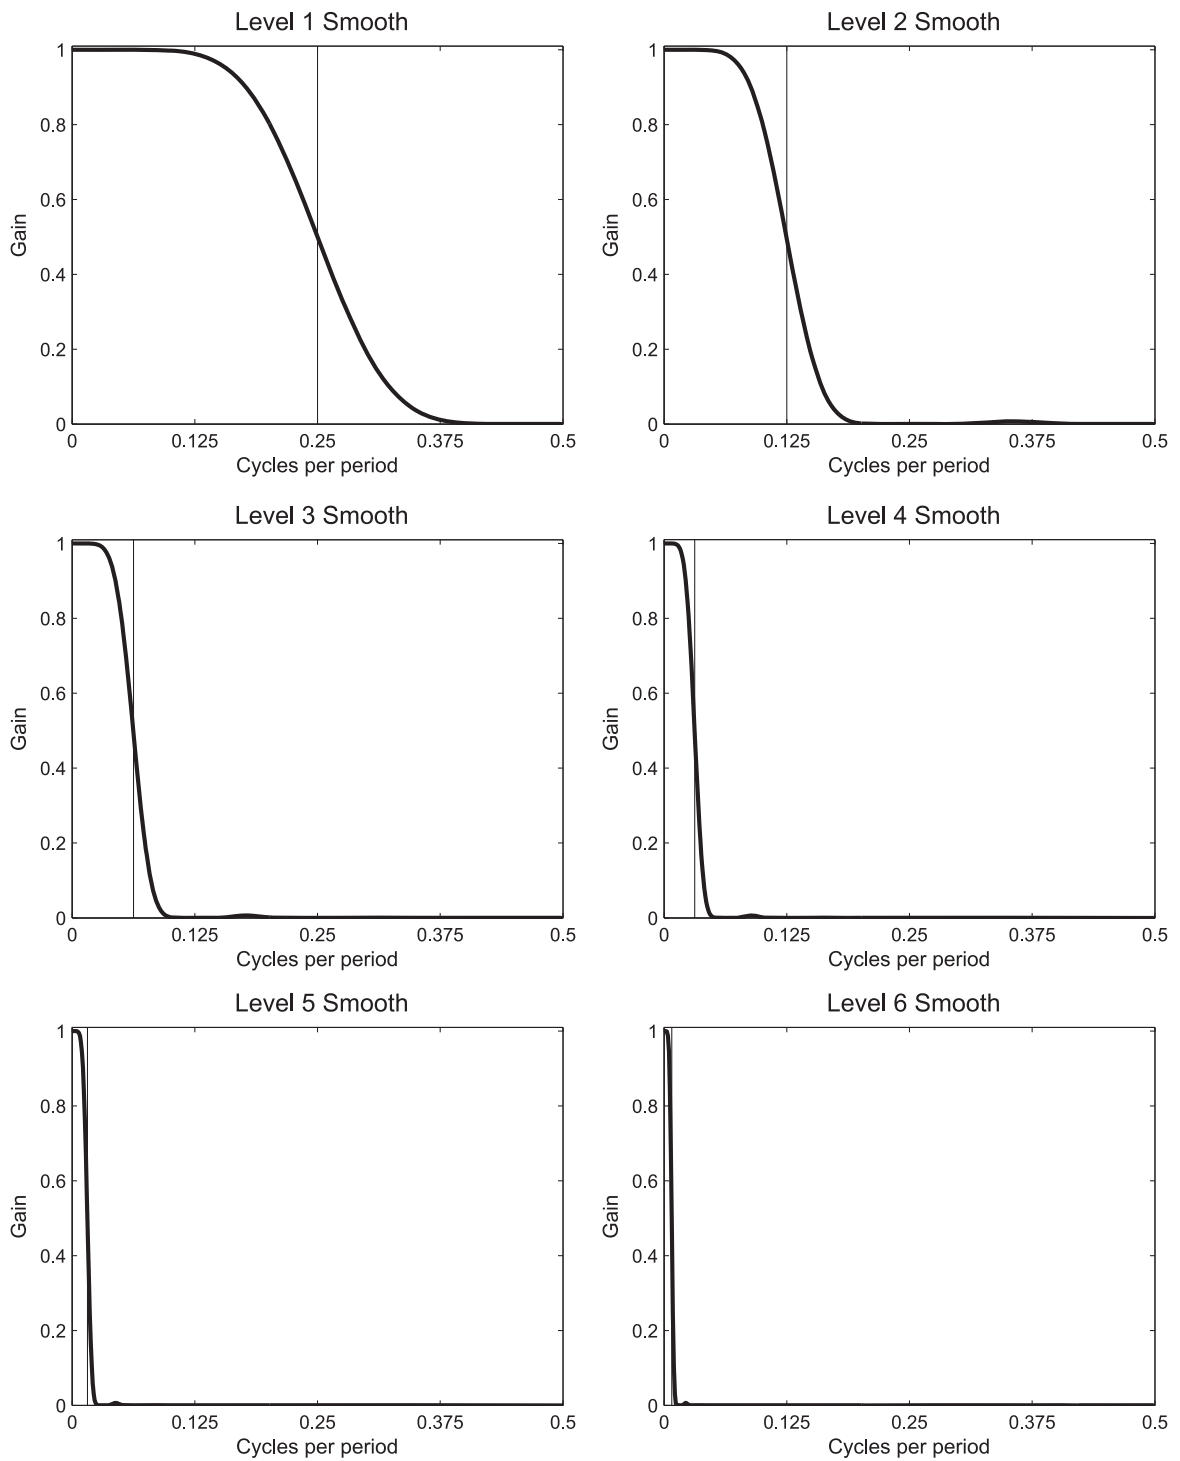 Level 1 Smooth
1
0.8
0.6
0.4
0.2
0
Gain
0 0.125 0.25 0.375 0.5
Cycles per period
Level 2 Smooth
1
0.8
0.6
0.4
0.2
0
Gain
0 0.125 0.25 0.375 0.5
Cycles per period
Level 3 Smooth
1
0.8
0.6
0.4
0.2
0
Gain
0 0.125 0.25 0.375 0.5
Cycles per period
Level 4 Smooth
1
0.8
0.6
0.4
0.2
0
Gain
0 0.125 0.25 0.375 0.5
Cycles per period
Level 5 Smooth
1
0.8
0.6
0.4
0.2
0
Gain
0 0.125 0.25 0.375 0.5
Cycles per period
Level 6 Smooth
1
0.8
0.6
0.4
0.2
0
Gain
0 0.125 0.25 0.375 0.5
Cycles per period